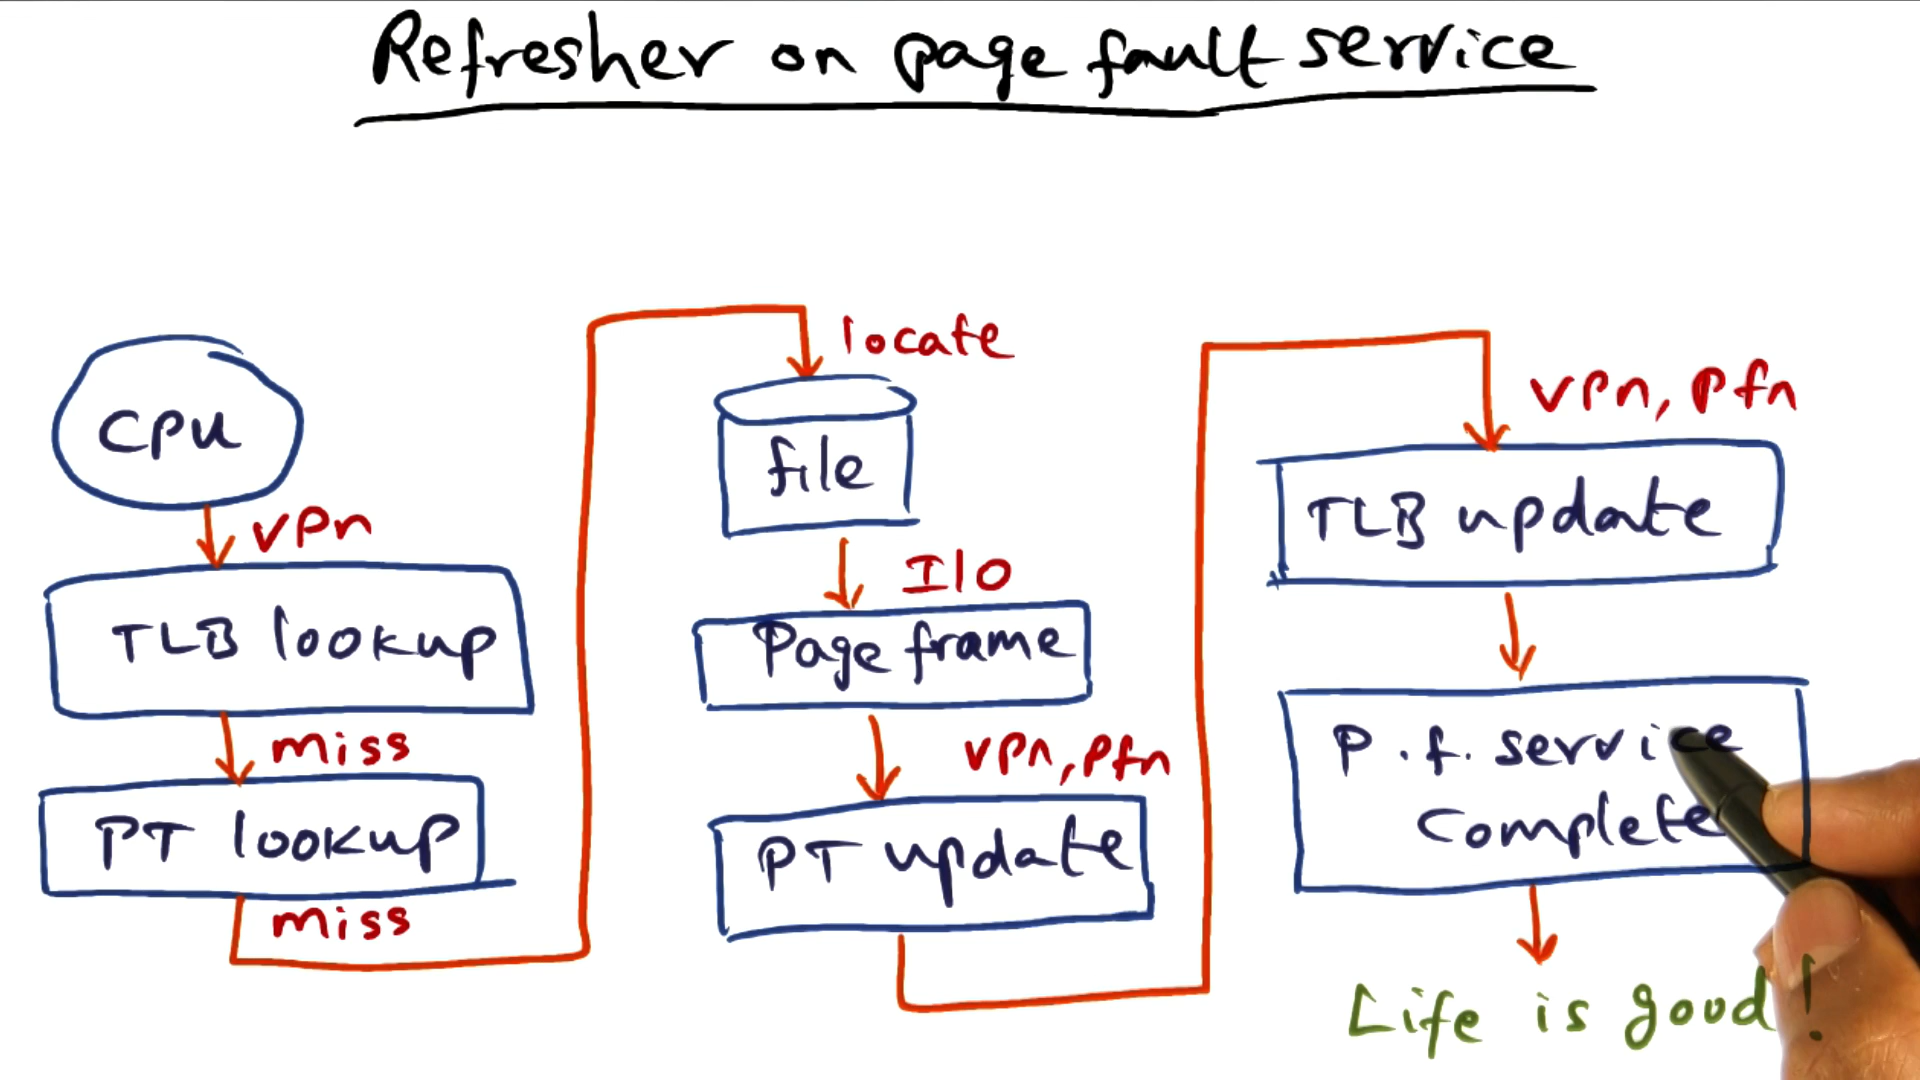 Refresher on page fault service
CPU
vpn
TLB lookup
miss
PT lookup
miss
locate
file
I/O
Page frame
vpn, pfn
PT update
vpn, pfn
TLB update
P.f. service
Complete
Life is good!